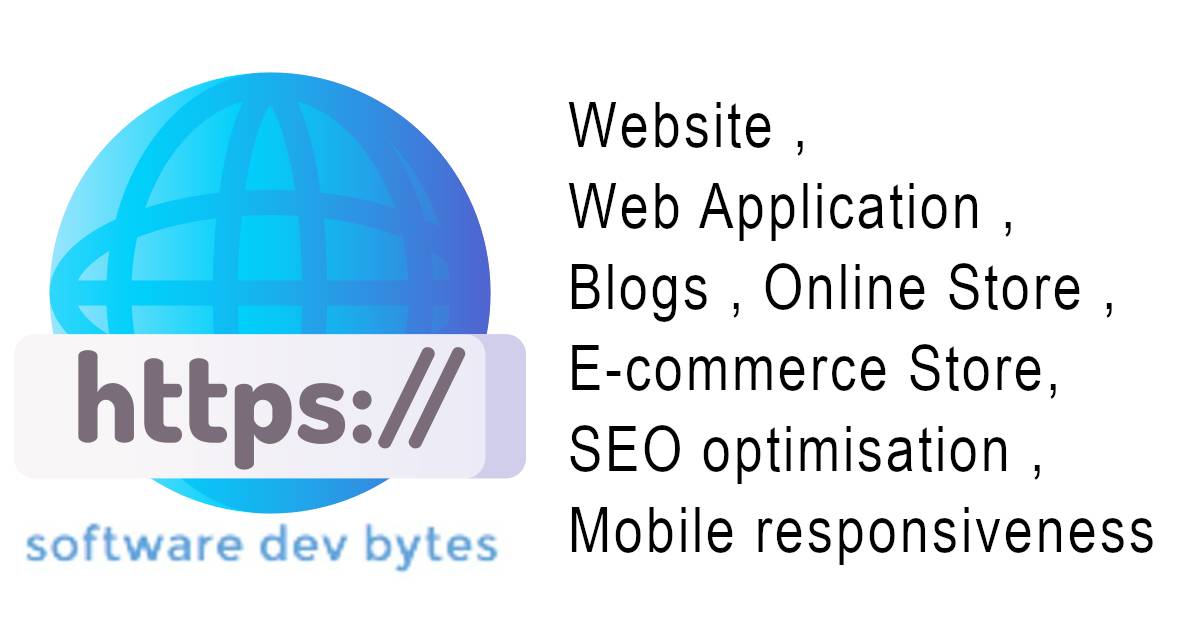 https://
software dev bytes
Website ,
Web Application ,
Blogs , Online Store ,
E-commerce Store,
SEO optimisation ,
Mobile responsiveness